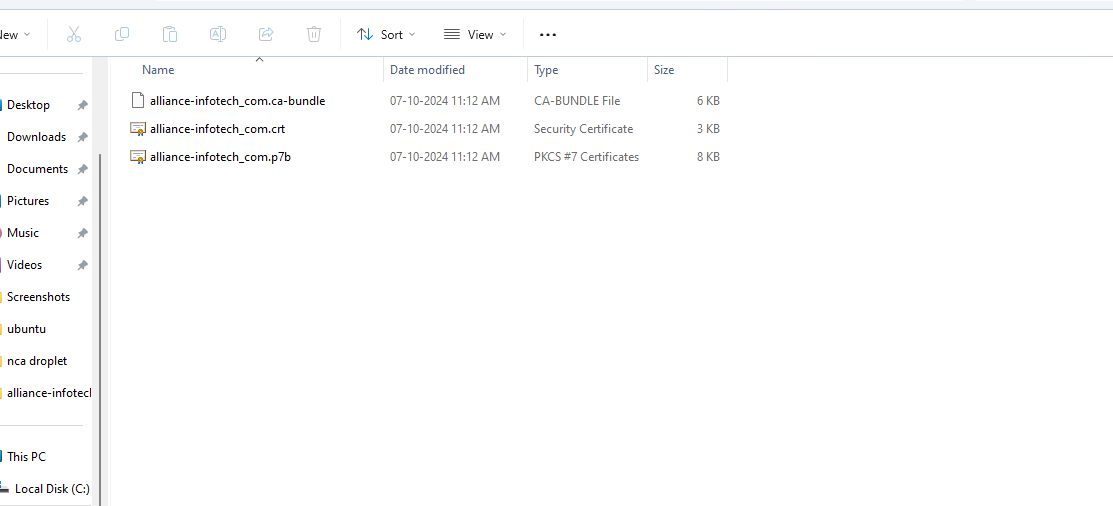 New
Sort
View
Name
Date modified
Type
Size
alliance-infotech_com.ca-bundle 07-10-2024 11:12 AM CA-BUNDLE File 6 KB
alliance-infotech_com.crt 07-10-2024 11:12 AM Security Certificate 3 KB
alliance-infotech_com.p7b 07-10-2024 11:12 AM PKCS #7 Certificates 8 KB
Desktop
Downloads
Documents
Pictures
Music
Videos
Screenshots
ubuntu
nca droplet
alliance-infotecl
This PC
Local Disk (C:)